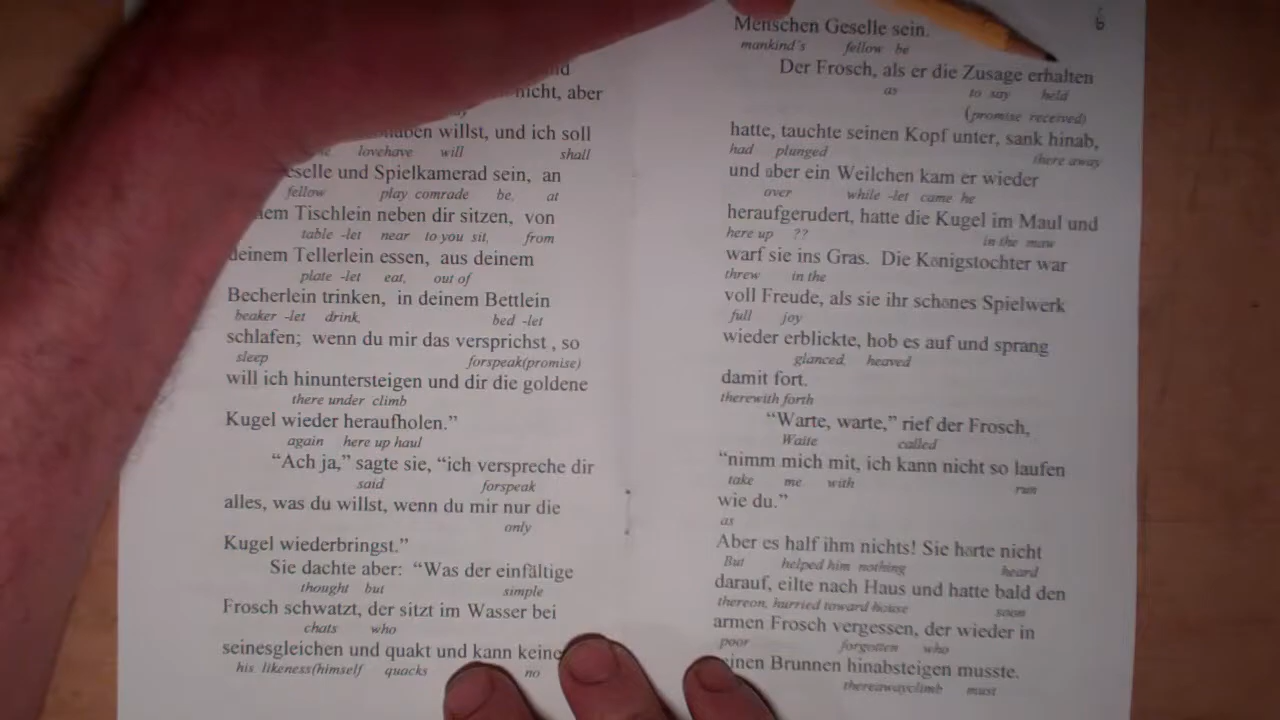 nicht, aber
willst, und ich soll
lovehave will shall
und Spielkamerad sein, an
fellow play comrade be, at
Tischlein neben dir sitzen, von
table -let near to you sit, from
deinem Tellerlein essen, aus deinem
plate -let eat, out of
Becherlein trinken, in deinem Bettlein
beaker -let drink, bed -let
schlafen; wenn du mir das versprichst , so
sleep forspeak(promise)
will ich hinuntersteigen und dir die goldene
there under climb
Kugel wieder heraufholen.”
again here up haul
“Ach ja,” sagte sie, “ich verspreche dir
said forspeak
alles, was du willst, wenn du mir nur die
only
Kugel wiederbringst.”
Sie dachte aber: “Was der einfältige
thought but simple
Frosch schwatzt, der sitzt im Wasser bei
chats who
seinesgleichen und quakt und kann
his likeness(himself quacks no
6
Menschen Geselle sein.
mankind's fellow be
Der Frosch, als er die Zusage erhalten
as to say held
(promise received)
hatte, tauchte seinen Kopf unter, sank hinab,
had plunged there away
und aber ein Weilchen kam er wieder
over while -let came he
heraufgerudert, hatte die Kugel im Maul und
here up ?? in the maw
warf sie ins Gras. Die Konigstochter war
threw in the
voll Freude, als sie ihr schones Spielwerk
full joy
wieder erblickte, hob es auf und sprang
glanced, heaved
damit fort.
therewith forth
“Warte, warte,” rief der Frosch,
Waite called
“nimm mich mit, ich kann nicht so laufen
take me with run
wie du.”
as
Aber es half ihm nichts! Sie horte nicht
But helped him nothing heard
darauf, eilte nach Haus und hatte bald den
thereon, hurried toward house soon
armen Frosch vergessen, der wieder in
poor forgotten who
Brunnen hinabsteigen musste.
thereawayclimb must